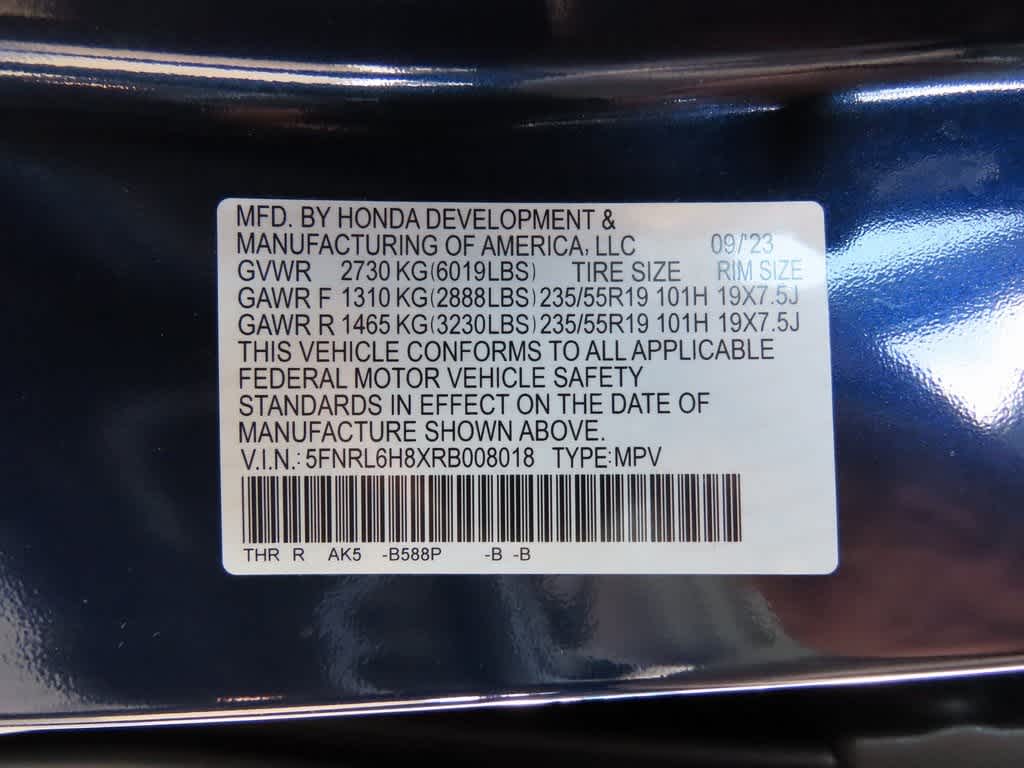 MFD. BY HONDA DEVELOPMENT &
MANUFACTURING OF AMERICA, LLC 09/'23
GVWR 2730 KG(6019LBS) TIRE SIZE RIM SIZE
GAWR F 1310 KG(2888LBS) 235/55R19 101H 19X7.5J
GAWR R 1465 KG(3230LBS) 235/55R19 101H 19X7.5J
THIS VEHICLE CONFORMS TO ALL APPLICABLE
FEDERAL MOTOR VEHICLE SAFETY
STANDARDS IN EFFECT ON THE DATE OF
MANUFACTURE SHOWN ABOVE.
V.I.N.: 5FNRL6H8XRB008018 TYPE:MPV
THR R AK5 -B588P -B -B